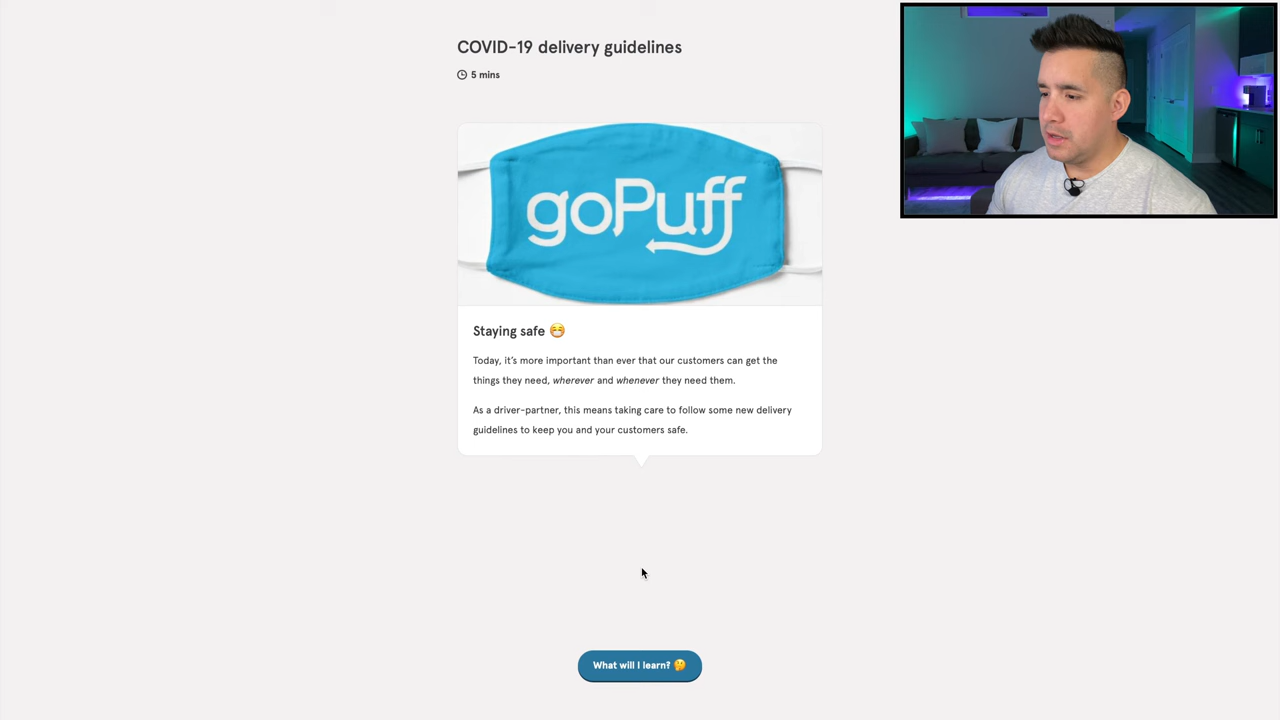 COVID-19 delivery guidelines
5 mins
goPuff
Staying safe 😷
Today, it's more important than ever that our customers can get the
things they need, wherever and whenever they need them.
As a driver-partner, this means taking care to follow some new delivery
guidelines to keep you and your customers safe.
What will I learn? 🤔